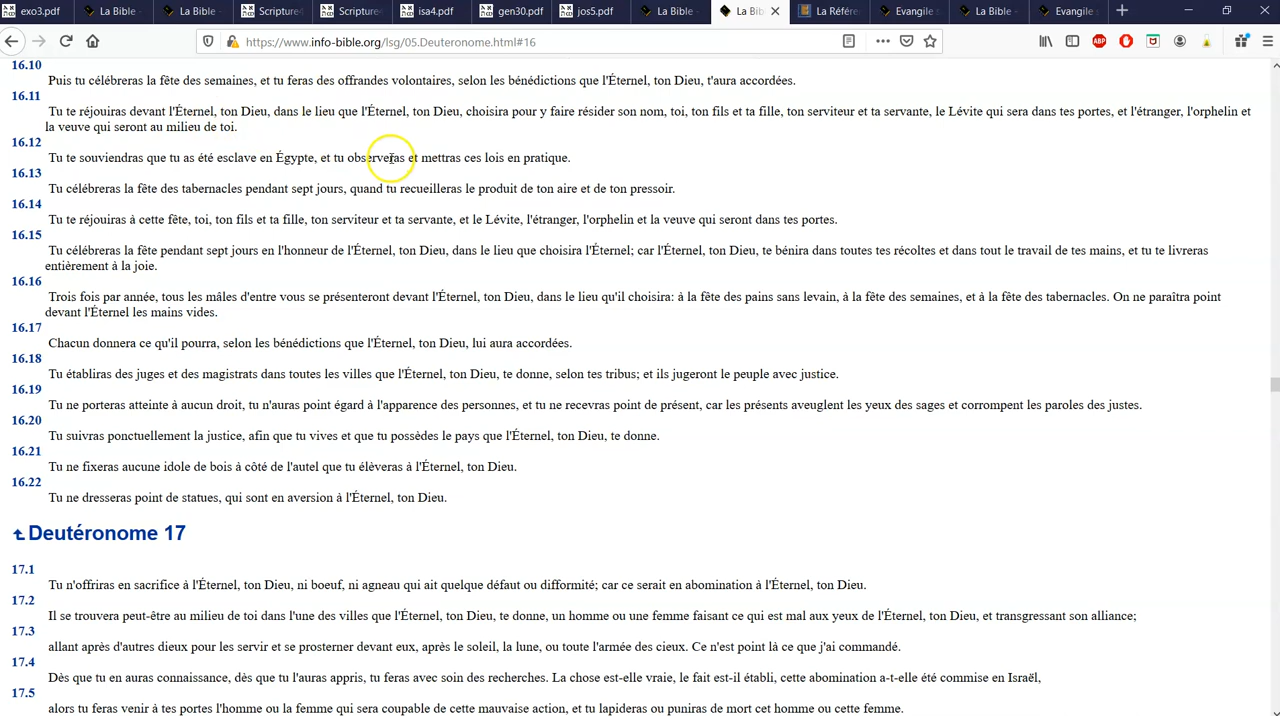 exo3.pdf
La Bible -
La Bible -
Scripture4
Scripture
isa4.pdf
gen30.pdf
jos5.pdf
La Bible -
La Bib
La Référe
Evangile
La Bible -
Evangile
https://www.info-bible.org/lsg/05.Deuteronome.html#16
ABP
16.10
Puis tu célébreras la fête des semaines, et tu feras des offrandes volontaires, selon les bénédictions que l'Éternel, ton Dieu, t'aura accordées.
16.11
Tu te réjouiras devant l'Éternel, ton Dieu, dans le lieu que l'Éternel, ton Dieu, choisira pour y faire résider son nom, toi, ton fils et ta fille, ton serviteur et ta servante, le Lévite qui sera dans tes portes, et l'étranger, l'orphelin et
la veuve qui seront au milieu de toi.
16.12
Tu te souviendras que tu as été esclave en Égypte, et tu observeras et mettras ces lois en pratique.
16.13
Tu célébreras la fête des tabernacles pendant sept jours, quand tu recueilleras le produit de ton aire et de ton pressoir.
16.14
Tu te réjouiras à cette fête, toi, ton fils et ta fille, ton serviteur et ta servante, et le Lévite, l'étranger, l'orphelin et la veuve qui seront dans tes portes.
16.15
Tu célébreras la fête pendant sept jours en l'honneur de l'Éternel, ton Dieu, dans le lieu que choisira l'Éternel; car l'Éternel, ton Dieu, te bénira dans toutes tes récoltes et dans tout le travail de tes mains, et tu te livreras
entièrement à la joie.
16.16
Trois fois par année, tous les mâles d'entre vous se présenteront devant l'Éternel, ton Dieu, dans le lieu qu'il choisira: à la fête des pains sans levain, à la fête des semaines, et à la fête des tabernacles. On ne paraîtra point
devant l'Éternel les mains vides.
16.17
Chacun donnera ce qu'il pourra, selon les bénédictions que l'Éternel, ton Dieu, lui aura accordées.
16.18
Tu établiras des juges et des magistrats dans toutes les villes que l'Éternel, ton Dieu, te donne, selon tes tribus; et ils jugeront le peuple avec justice.
16.19
Tu ne porteras atteinte à aucun droit, tu n'auras point égard à l'apparence des personnes, et tu ne recevras point de présent, car les présents aveuglent les yeux des sages et corrompent les paroles des justes.
16.20
Tu suivras ponctuellement la justice, afin que tu vives et que tu possèdes le pays que l'Éternel, ton Dieu, te donne.
16.21
Tu ne fixeras aucune idole de bois à côté de l'autel que tu élèveras à l'Éternel, ton Dieu.
16.22
Tu ne dresseras point de statues, qui sont en aversion à l'Éternel, ton Dieu.
Deutéronome 17
17.1
Tu n'offriras en sacrifice à l'Éternel, ton Dieu, ni boeuf, ni agneau qui ait quelque défaut ou difformité; car ce serait en abomination à l'Éternel, ton Dieu.
17.2
Il se trouvera peut-être au milieu de toi dans l'une des villes que l'Éternel, ton Dieu, te donne, un homme ou une femme faisant ce qui est mal aux yeux de l'Éternel, ton Dieu, et transgressant son alliance;
17.3
allant après d'autres dieux pour les servir et se prosterner devant eux, après le soleil, la lune, ou toute l'armée des cieux. Ce n'est point là ce que j'ai commandé.
17.4
Dès que tu en auras connaissance, dès que tu l'auras appris, tu feras avec soin des recherches. La chose est-elle vraie, le fait est-il établi, cette abomination a-t-elle été commise en Israël,
17.5
alors tu feras venir à tes portes l'homme ou la femme qui sera coupable de cette mauvaise action, et tu lapideras ou puniras de mort cet homme ou cette femme.